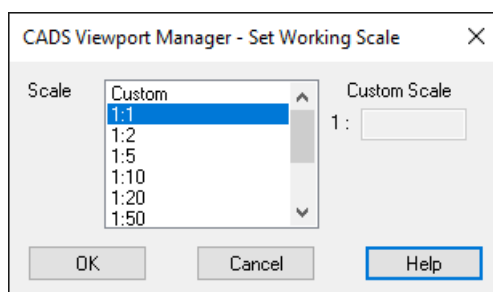 CADS Viewport Manager - Set Working Scale
Scale
Custom
1:1
1:2
1:5
1:10
1:20
1:50
Custom Scale
1 :
OK
Cancel
Help